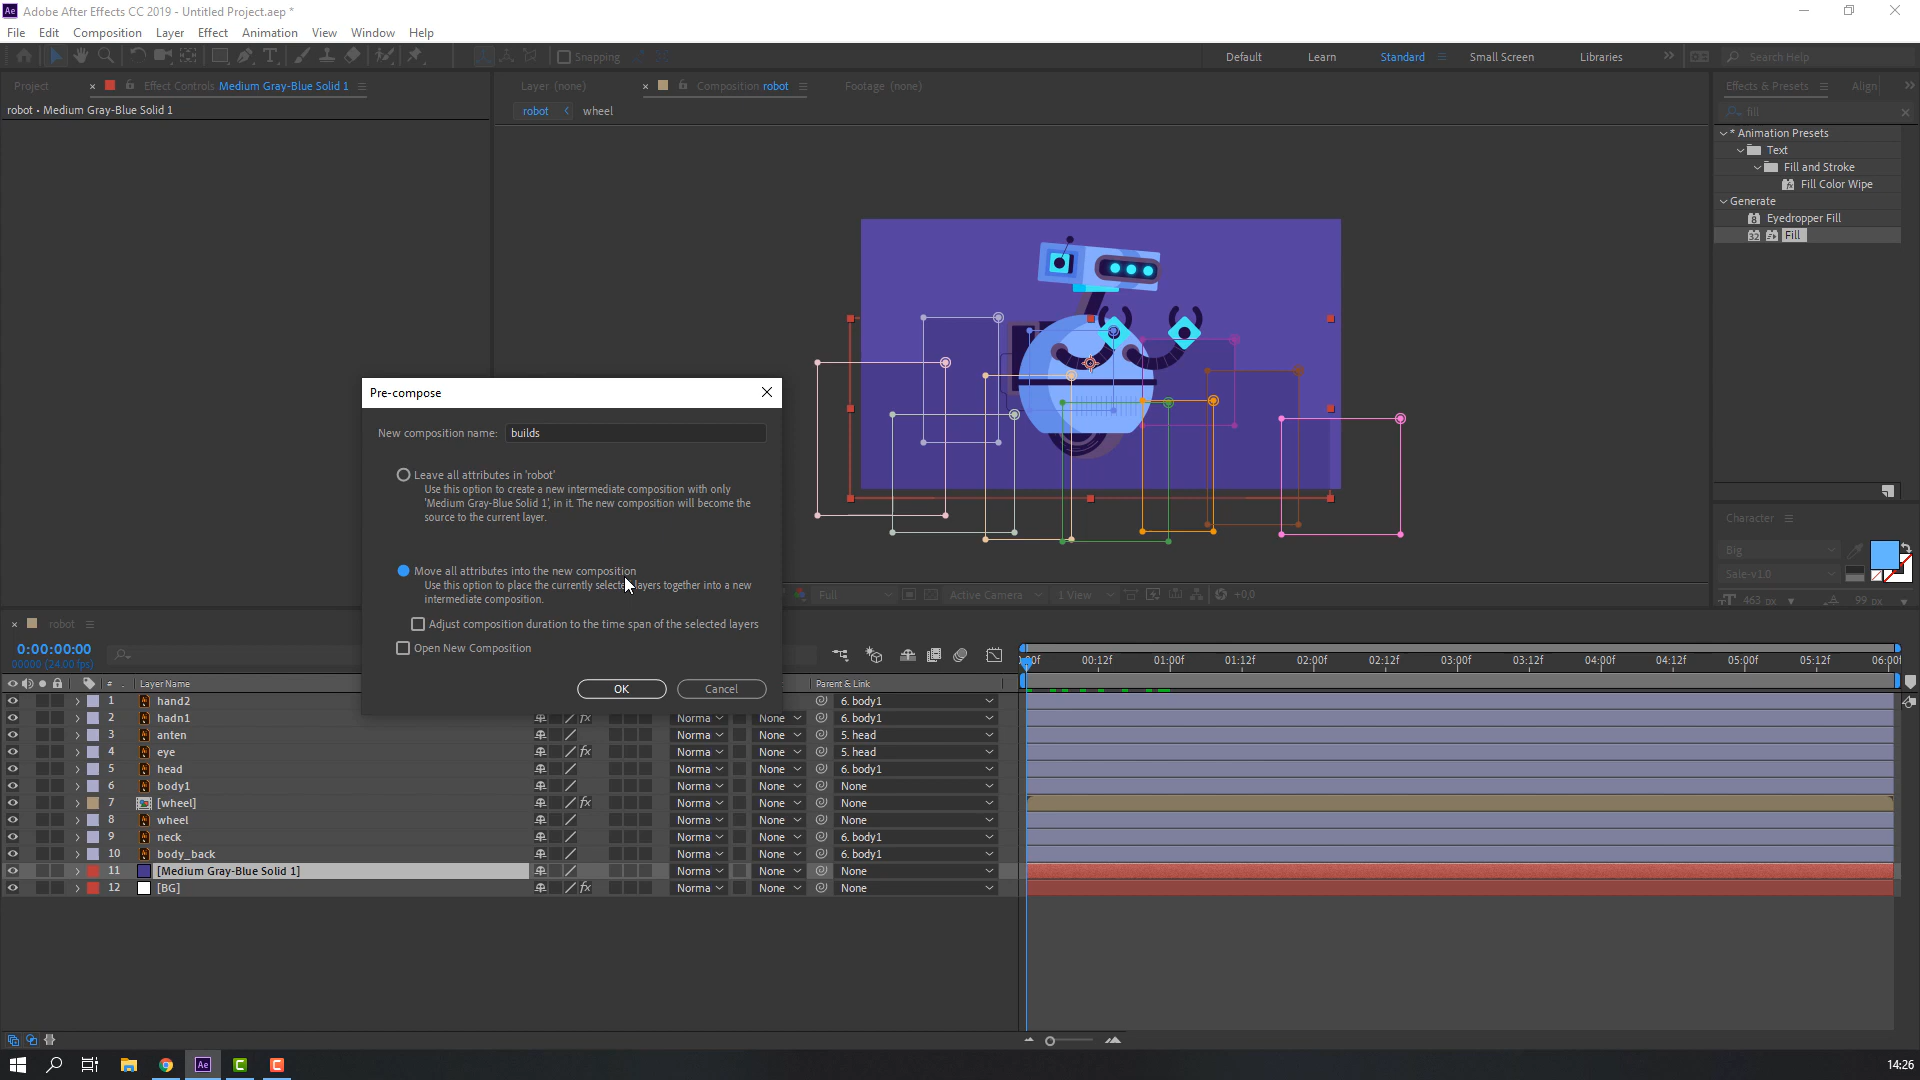 Adobe After Effects CC 2019 - Untitled Project.aep *
File Edit Composition Layer Effect Animation View Window Help
Snapping
Default Learn Standard Small Screen Libraries Search Help
Project Effect Controls Medium Gray-Blue Solid 1
Layer (none) Composition robot Footage (none)
Effects & Presets Align
robot • Medium Gray-Blue Solid 1
robot wheel
fill
* Animation Presets
Text
Fill and Stroke
Fill Color Wipe
Generate
Eyedropper Fill
Fill
Pre-compose
New composition name: builds
Leave all attributes in 'robot'
Use this option to create a new intermediate composition with only
'Medium Gray-Blue Solid 1', in it. The new composition will become the
source to the current layer.
Move all attributes into the new composition
Use this option to place the currently selected layers together into a new
intermediate composition.
Adjust composition duration to the time span of the selected layers
Open New Composition
OK Cancel
Character
Big
Sale-v1.0
463 px 99 px
Full Active Camera 1 View +0,0
robot
0:00:00:00
00000 (24.00 fps)
00:12f 01:00f 01:12f 02:00f 02:12f 03:00f 03:12f 04:00f 04:12f 05:00f 05:12f 06:00f
# Layer Name Parent & Link
1 hand2 6. body1
2 hadn1 Norma None 6. body1
3 anten Norma None 5. head
4 eye Norma None 5. head
5 head Norma None 6. body1
6 body1 Norma None None
7 [wheel] Norma None None
8 wheel Norma None None
9 neck Norma None 6. body1
10 body_back Norma None 6. body1
11 [Medium Gray-Blue Solid 1] Norma None None
12 [BG] Norma None None
14:26